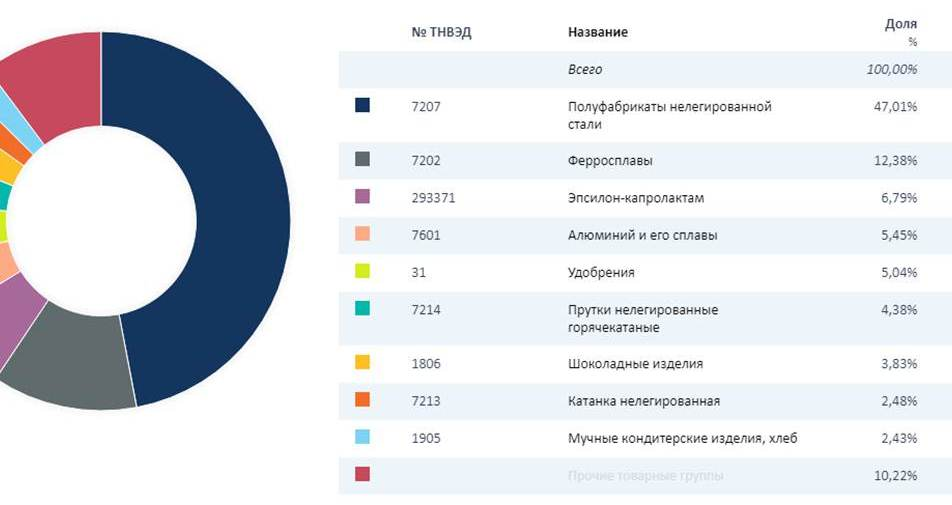 № ТНВЭД Название Доля
%
Всего 100,00%
7207 Полуфабрикаты нелегированной 47,01%
стали
7202 Ферросплавы 12,38%
293371 Эпсилон-капролактам 6,79%
7601 Алюминий и его сплавы 5,45%
31 Удобрения 5,04%
7214 Прутки нелегированные 4,38%
горячекатаные
1806 Шоколадные изделия 3,83%
7213 Катанка нелегированная 2,48%
1905 Мучные кондитерские изделия, хлеб 2,43%
Прочие товарные группы 10,22%